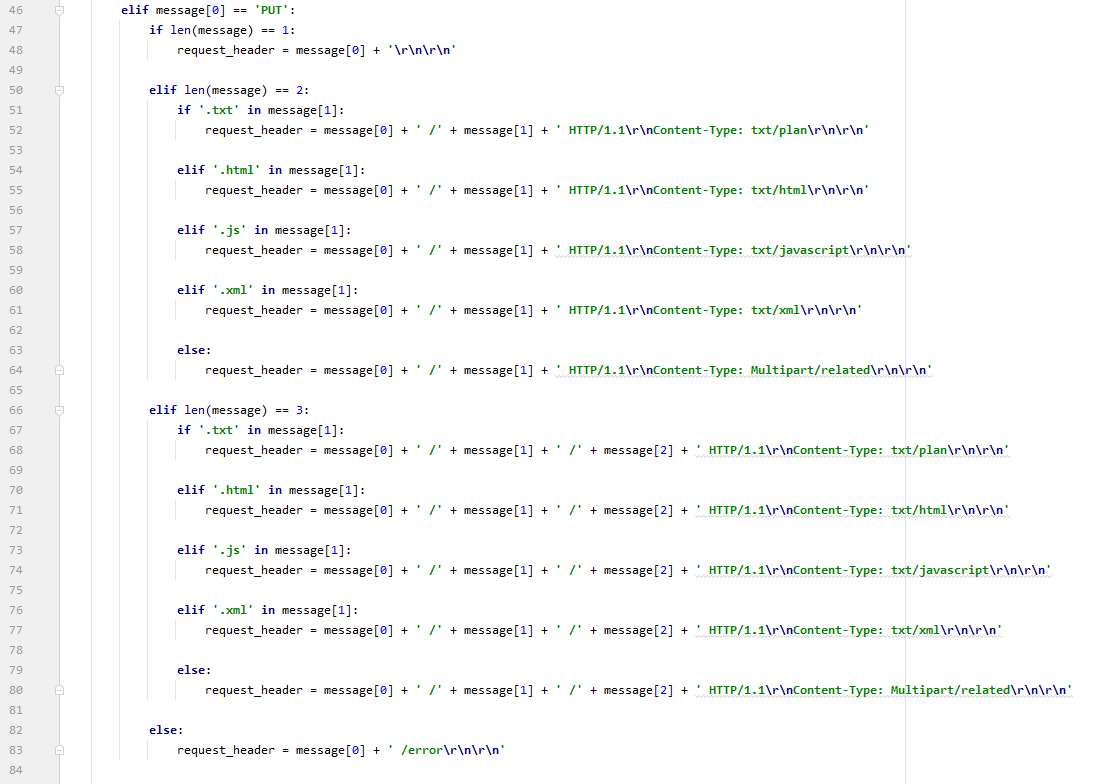 46 elif message[0] == 'PUT':
47 if len(message) == 1:
48 request_header = message[0] + '\r\n\r\n'
49
50 elif len(message) == 2:
51 if '.txt' in message[1]:
52 request_header = message[0] + ' /' + message[1] + ' HTTP/1.1\r\nContent-Type: txt/plan\r\n\r\n'
53
54 elif '.html' in message[1]:
55 request_header = message[0] + ' /' + message[1] + ' HTTP/1.1\r\nContent-Type: txt/html\r\n\r\n'
56
57 elif '.js' in message[1]:
58 request_header = message[0] + ' /' + message[1] + ' HTTP/1.1\r\nContent-Type: txt/javascript\r\n\r\n'
59
60 elif '.xml' in message[1]:
61 request_header = message[0] + ' /' + message[1] + ' HTTP/1.1\r\nContent-Type: txt/xml\r\n\r\n'
62
63 else:
64 request_header = message[0] + ' /' + message[1] + ' HTTP/1.1\r\nContent-Type: Multipart/related\r\n\r\n'
65
66 elif len(message) == 3:
67 if '.txt' in message[1]:
68 request_header = message[0] + ' /' + message[1] + ' /' + message[2] + ' HTTP/1.1\r\nContent-Type: txt/plan\r\n\r\n'
69
70 elif '.html' in message[1]:
71 request_header = message[0] + ' /' + message[1] + ' /' + message[2] + ' HTTP/1.1\r\nContent-Type: txt/html\r\n\r\n'
72
73 elif '.js' in message[1]:
74 request_header = message[0] + ' /' + message[1] + ' /' + message[2] + ' HTTP/1.1\r\nContent-Type: txt/javascript\r\n\r\n'
75
76 elif '.xml' in message[1]:
77 request_header = message[0] + ' /' + message[1] + ' /' + message[2] + ' HTTP/1.1\r\nContent-Type: txt/xml\r\n\r\n'
78
79 else:
80 request_header = message[0] + ' /' + message[1] + ' /' + message[2] + ' HTTP/1.1\r\nContent-Type: Multipart/related\r\n\r\n'
81
82 else:
83 request_header = message[0] + ' /error\r\n\r\n'
84